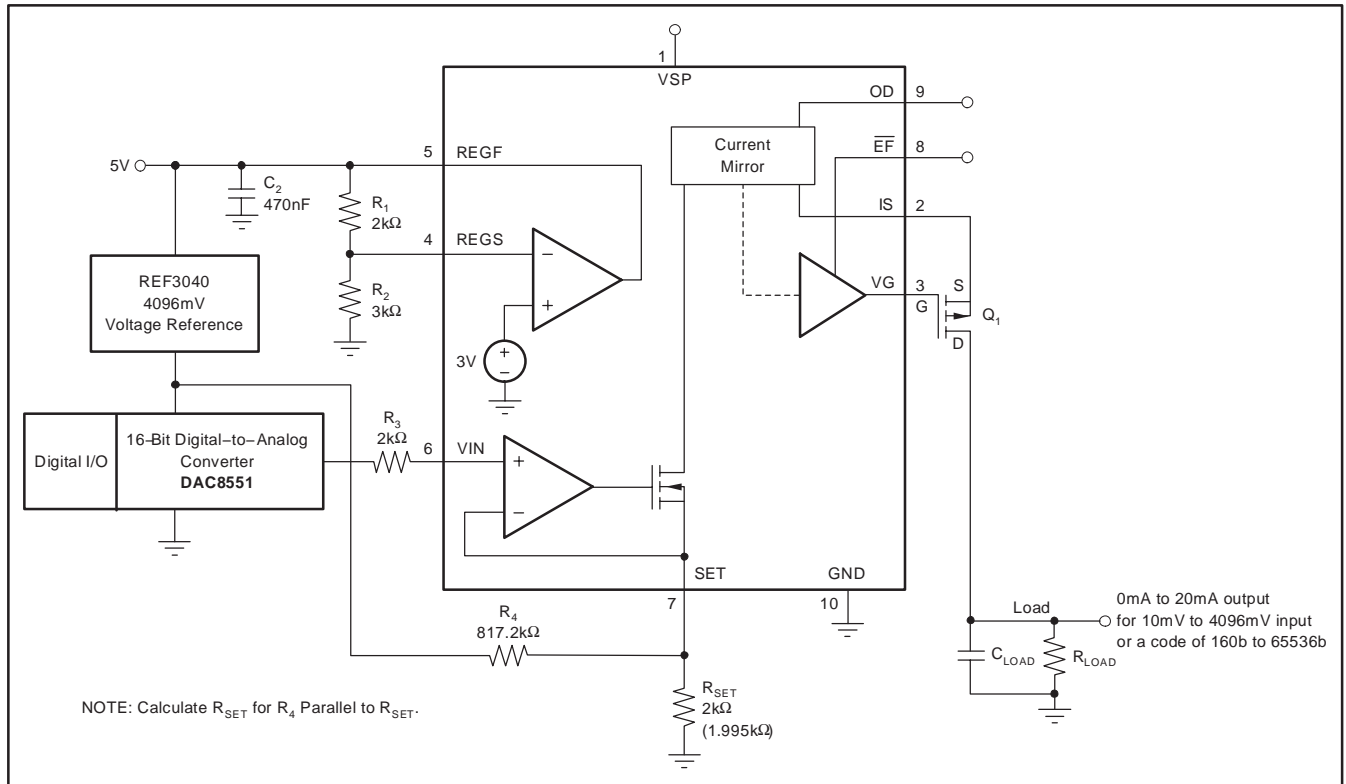 1
VSP
OD 9
EF 8
Current
Mirror
IS 2
5V
5 REGF
C2
470nF
R1
2kΩ
4 REGS
REF3040
4096mV
Voltage Reference
R2
3kΩ
−
+
3V
+
−
VG 3
G
S
Q1
D
Digital I/O
16−Bit Digital−to−Analog
Converter
DAC8551
R3
2kΩ
6 VIN
+
−
SET
7
GND
10
R4
817.2kΩ
RSET
2kΩ
(1.995kΩ)
Load
CLOAD
RLOAD
0mA to 20mA output
for 10mV to 4096mV input
or a code of 160b to 65536b
NOTE: Calculate RSET for R4 Parallel to RSET.